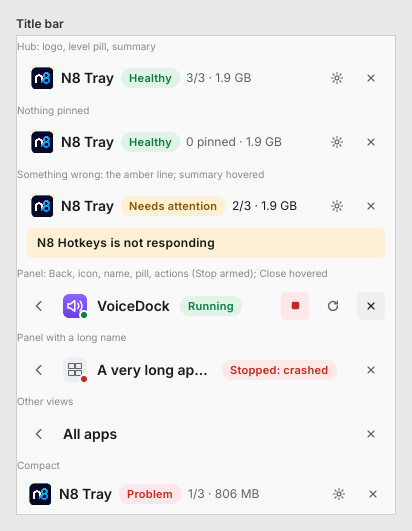 Title bar
Hub: logo, level pill, summary
n8 N8 Tray Healthy 3/3 · 1.9 GB
Nothing pinned
n8 N8 Tray Healthy 0 pinned · 1.9 GB
Something wrong: the amber line; summary hovered
n8 N8 Tray Needs attention 2/3 · 1.9 GB
N8 Hotkeys is not responding
Panel: Back, icon, name, pill, actions (Stop armed); Close hovered
VoiceDock Running
Panel with a long name
A very long ap... Stopped: crashed
Other views
All apps
Compact
n8 N8 Tray Problem 1/3 · 806 MB